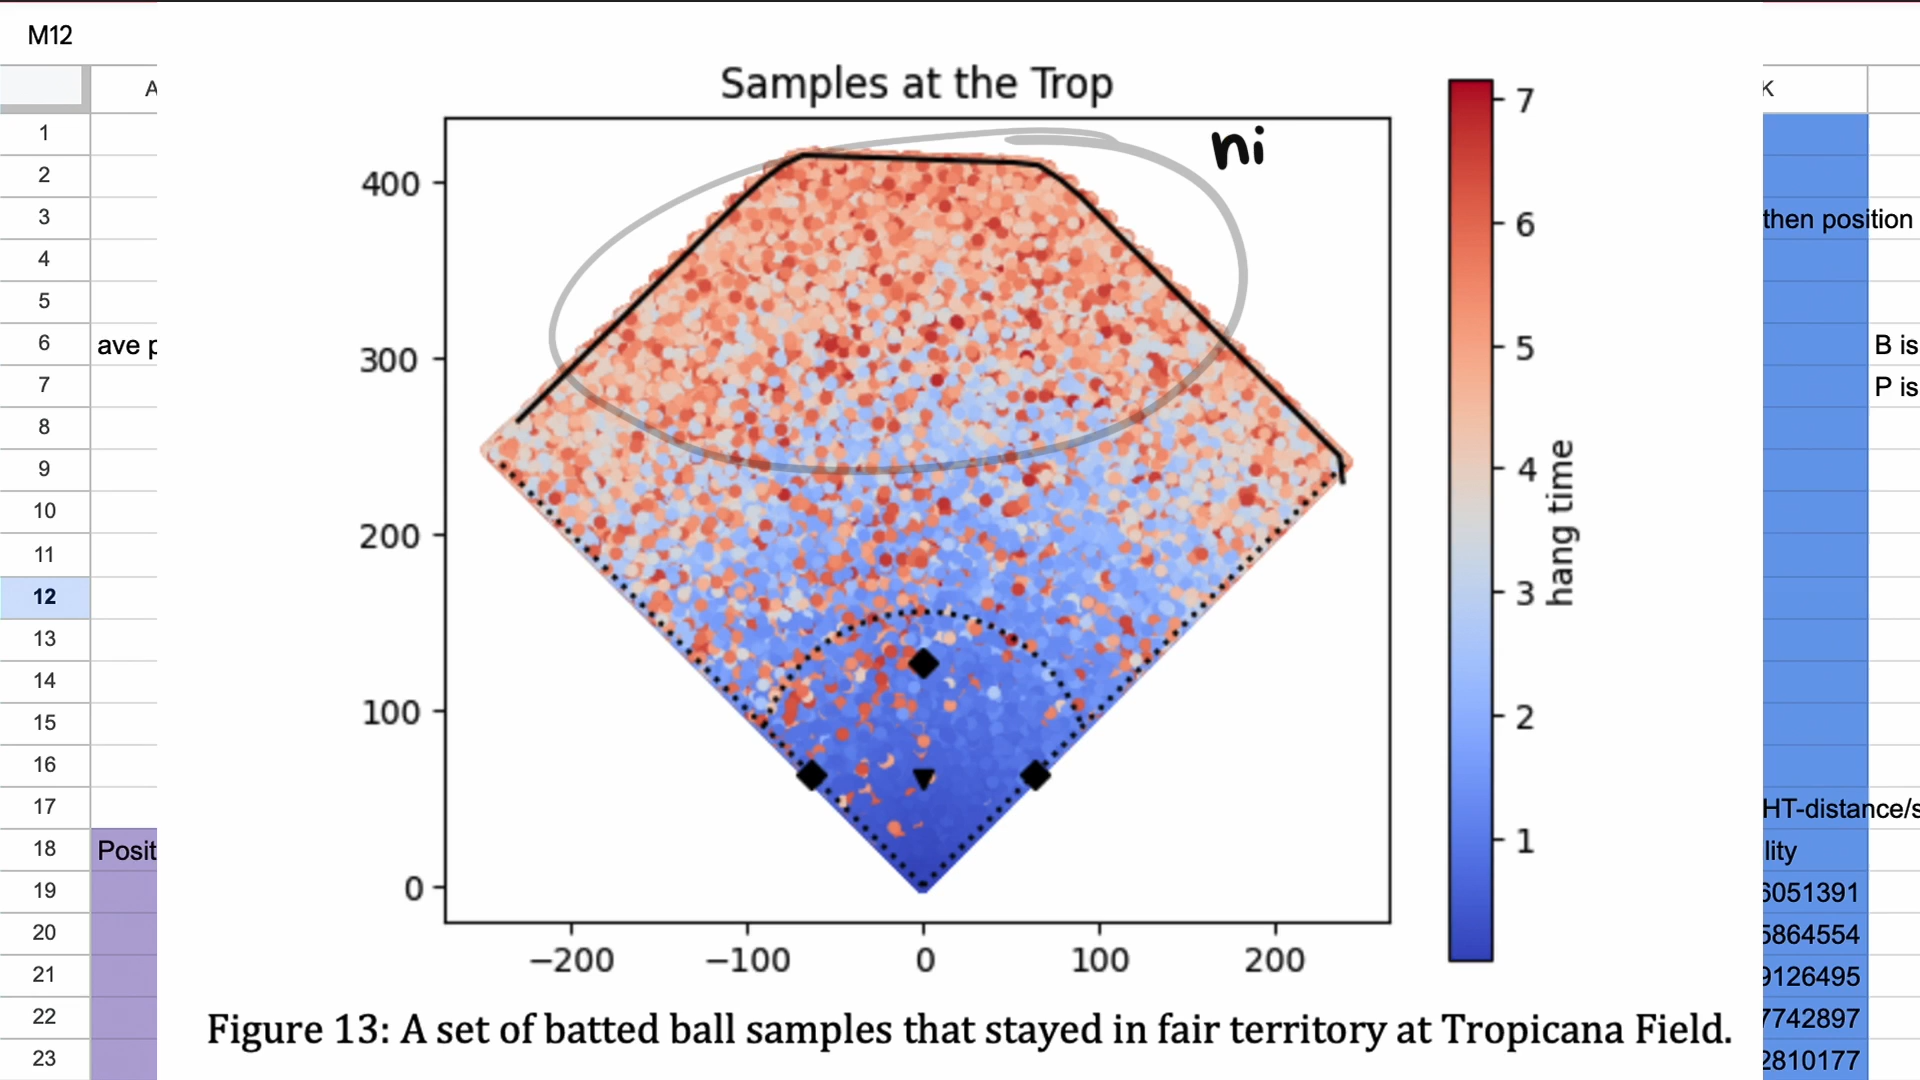 M12
A
K
1
2
3
then position
4
5
6
ave p
B is
7
P is
8
9
10
11
12
13
14
15
16
17
HT-distance/s
18
Posit
lity
19
6051391
20
5864554
21
9126495
22
7742897
23
2810177
Samples at the Trop
ni
400
300
200
100
0
−200 −100 0 100 200
7
6
5
4
3
2
1
hang time
Figure 13: A set of batted ball samples that stayed in fair territory at Tropicana Field.